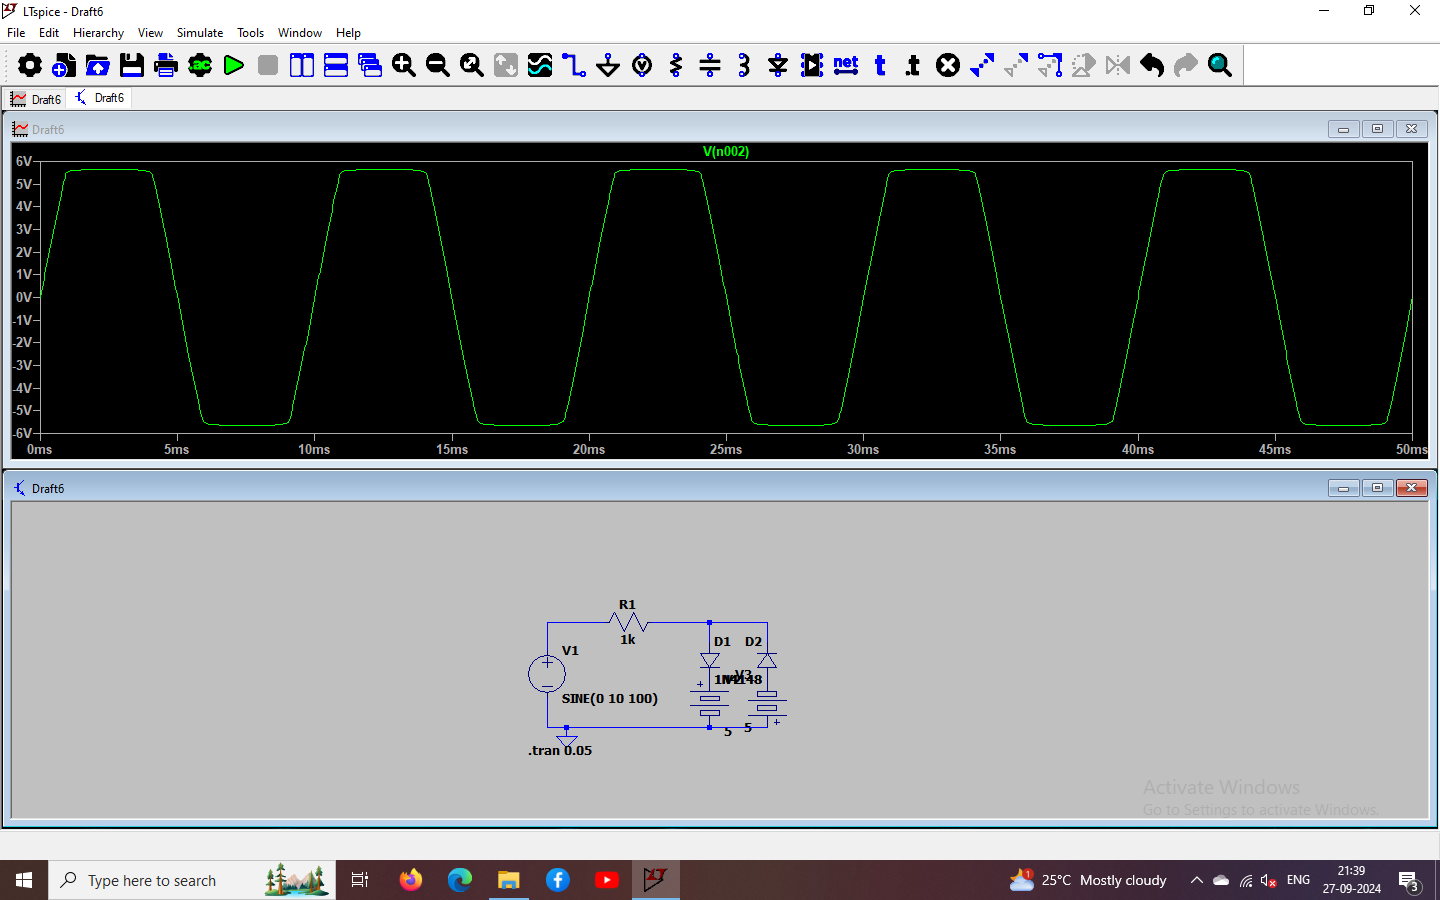 LTspice - Draft6
File Edit Hierarchy View Simulate Tools Window Help
.ac net t .t
Draft6 Draft6
Draft6
V(n002)
6V
5V
4V
3V
2V
1V
0V
-1V
-2V
-3V
-4V
-5V
-6V
0ms 5ms 10ms 15ms 20ms 25ms 30ms 35ms 40ms 45ms 50ms
Draft6
R1
1k
V1
D1 D2
V3
SINE(0 10 100)
5 5
.tran 0.05
Activate Windows
Go to Settings to activate Windows.
Type here to search
1
25°C Mostly cloudy
ENG
21:39
27-09-2024
3